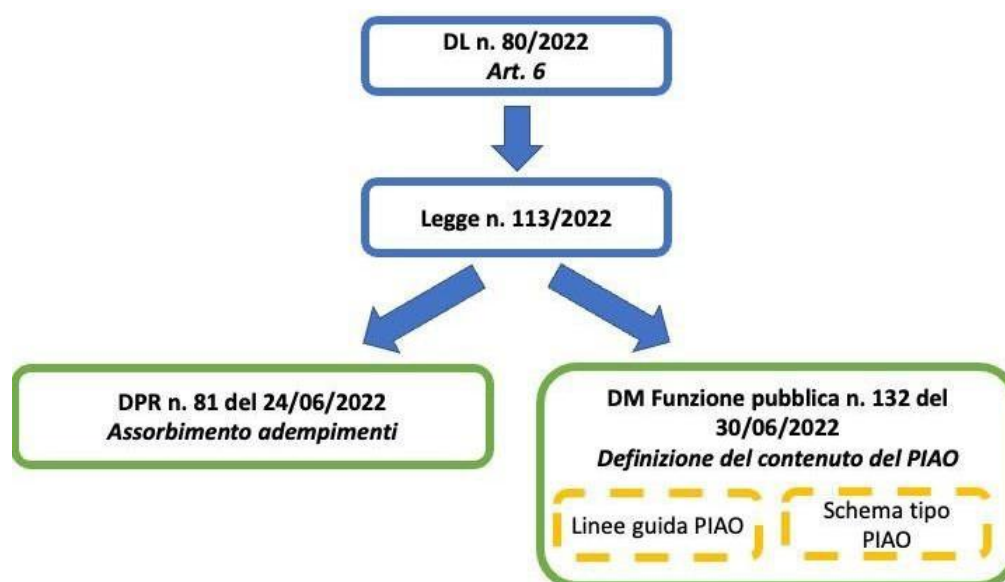 DL n. 80/2022
Art. 6
Legge n. 113/2022
DPR n. 81 del 24/06/2022
Assorbimento adempimenti
DM Funzione pubblica n. 132 del
30/06/2022
Definizione del contenuto del PIAO
Linee guida PIAO
Schema tipo
PIAO